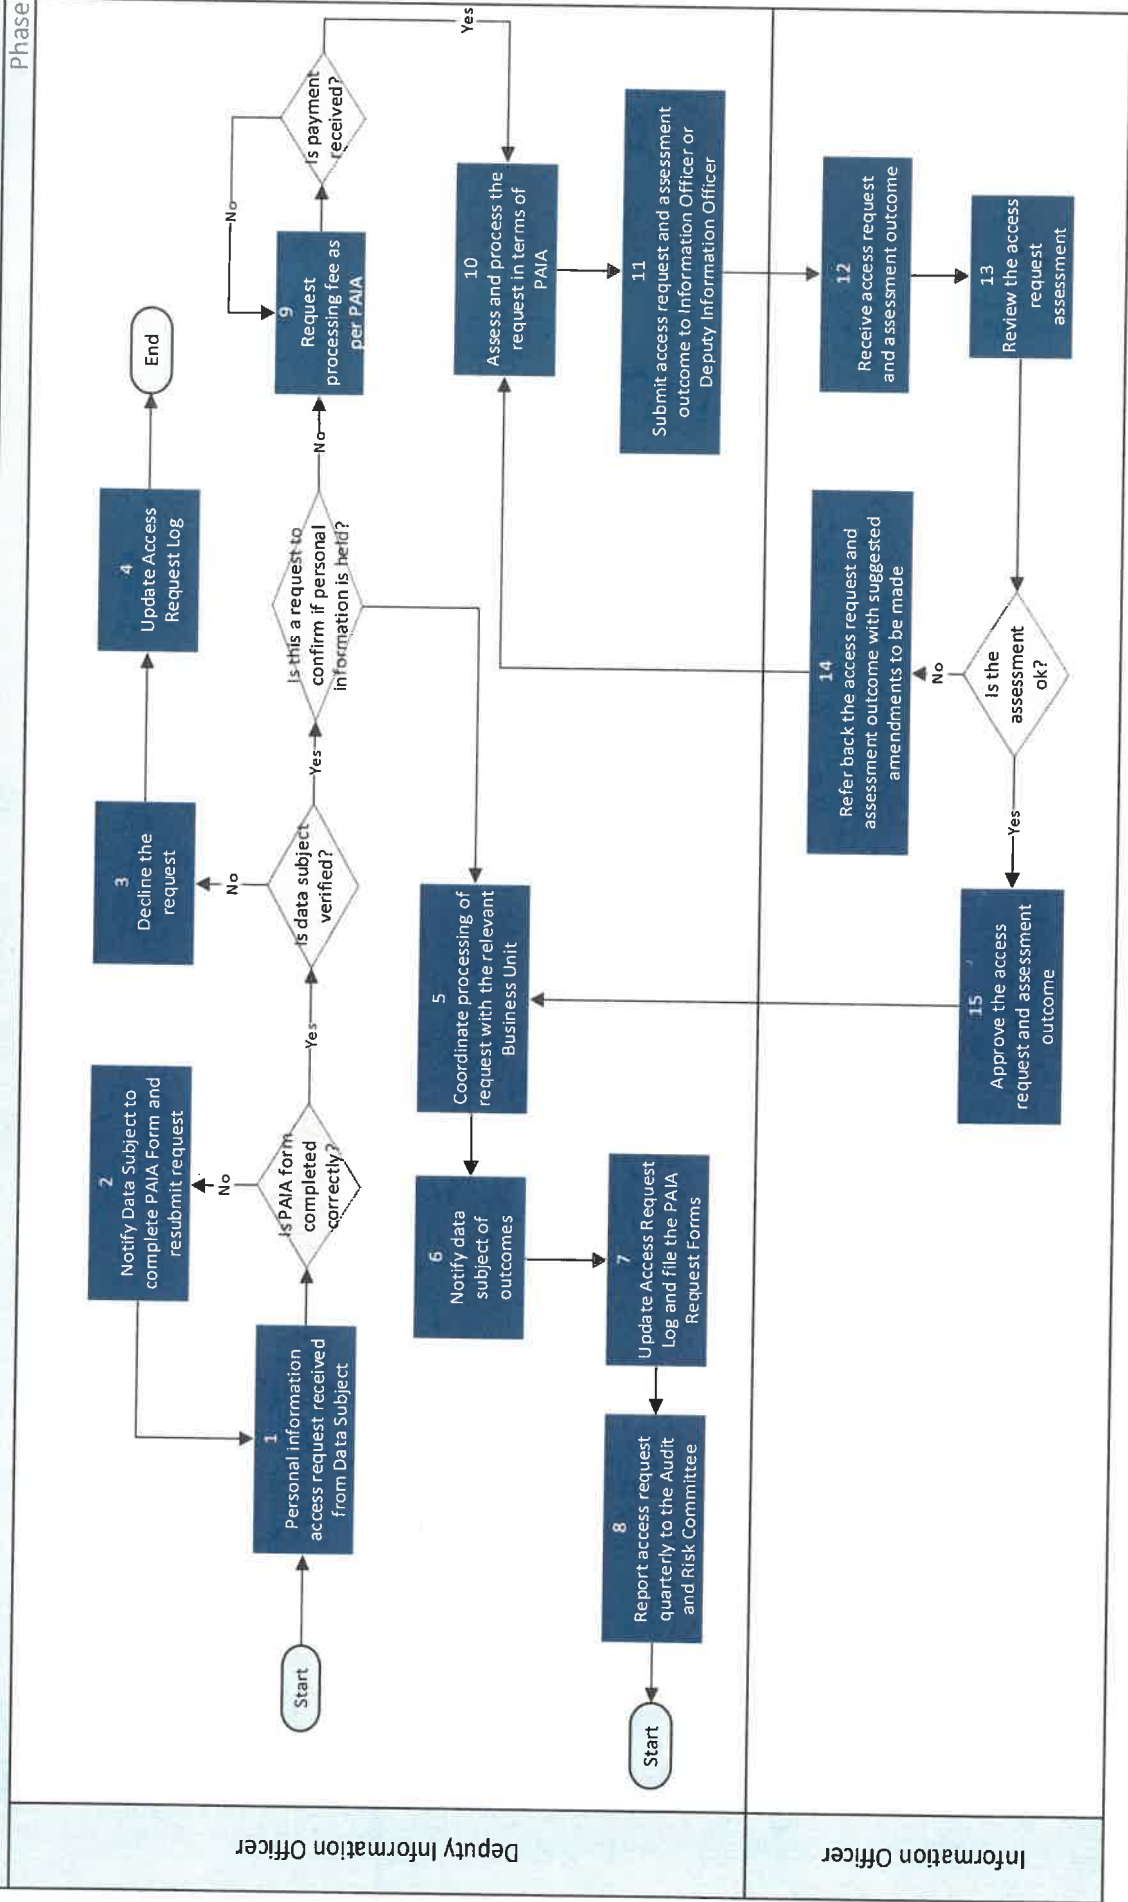 Phase
Deputy Information Officer
Start
1
Personal information
access request received
from Data Subject
2
Notify Data Subject to
complete PAIA Form and
resubmit request
Is PAIA form
completed
correctly?
No
Yes
3
Decline the
request
No
Is data subject
verified?
Yes
4
Update Access
Request Log
End
Is this a request to
confirm if personal
information is held?
No
9
Request
processing fee as
per PAIA
No
Is payment
received?
Yes
5
Coordinate processing of
request with the relevant
Business Unit
6
Notify data
subject of
outcomes
7
Update Access Request
Log and file the PAIA
Request Forms
8
Report access request
quarterly to the Audit
and Risk Committee
Start
10
Assess and process the
request in terms of
PAIA
11
Submit access request and assessment
outcome to Information Officer or
Deputy Information Officer
Information Officer
12
Receive access request
and assessment outcome
13
Review the access
request
assessment
Is the
assessment
ok?
No
14
Refer back the access request and
assessment outcome with suggested
amendments to be made
Yes
15
Approve the access
request and assessment
outcome